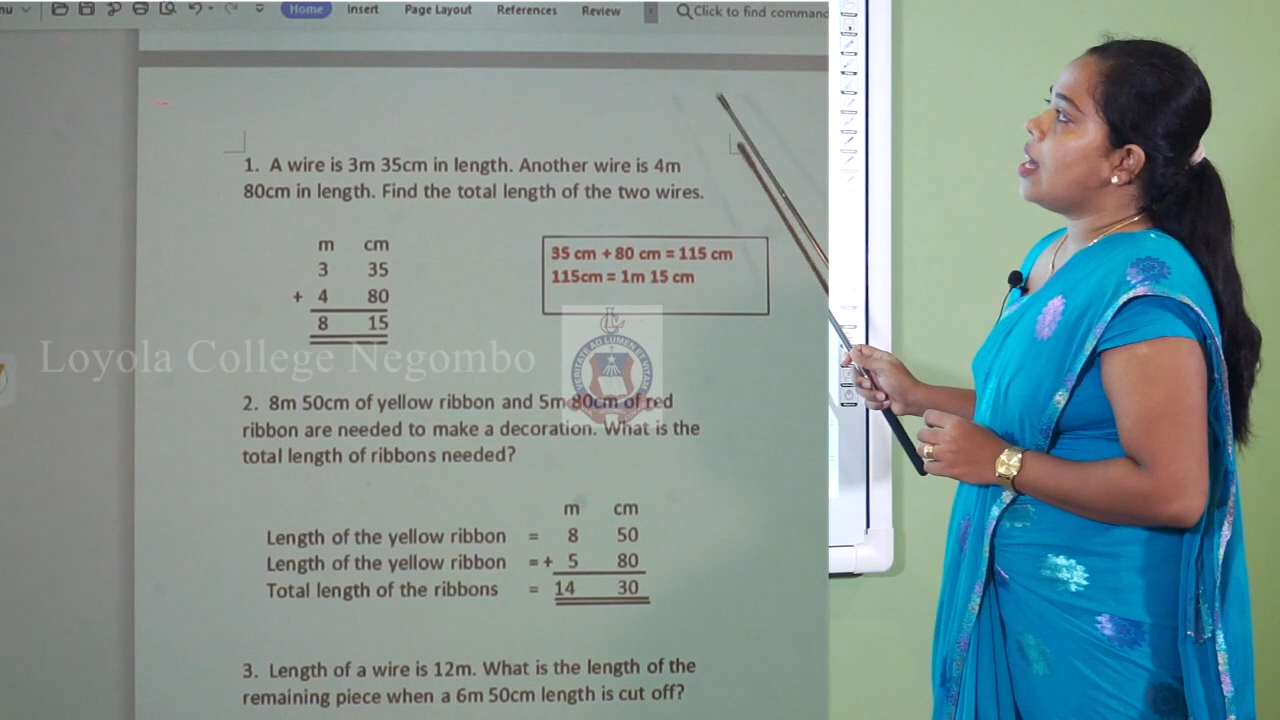 nu
Home Insert Page Layout References Review Click to find command
1. A wire is 3m 35cm in length. Another wire is 4m
80cm in length. Find the total length of the two wires.
m cm
3 35
+ 4 80
8 15
35 cm + 80 cm = 115 cm
115cm = 1m 15 cm
Loyola College Negombo
VERITATE AD LUMEN ET VITAM
2. 8m 50cm of yellow ribbon and 5m 80cm of red
ribbon are needed to make a decoration. What is the
total length of ribbons needed?
m cm
Length of the yellow ribbon = 8 50
Length of the yellow ribbon =+ 5 80
Total length of the ribbons = 14 30
3. Length of a wire is 12m. What is the length of the
remaining piece when a 6m 50cm length is cut off?